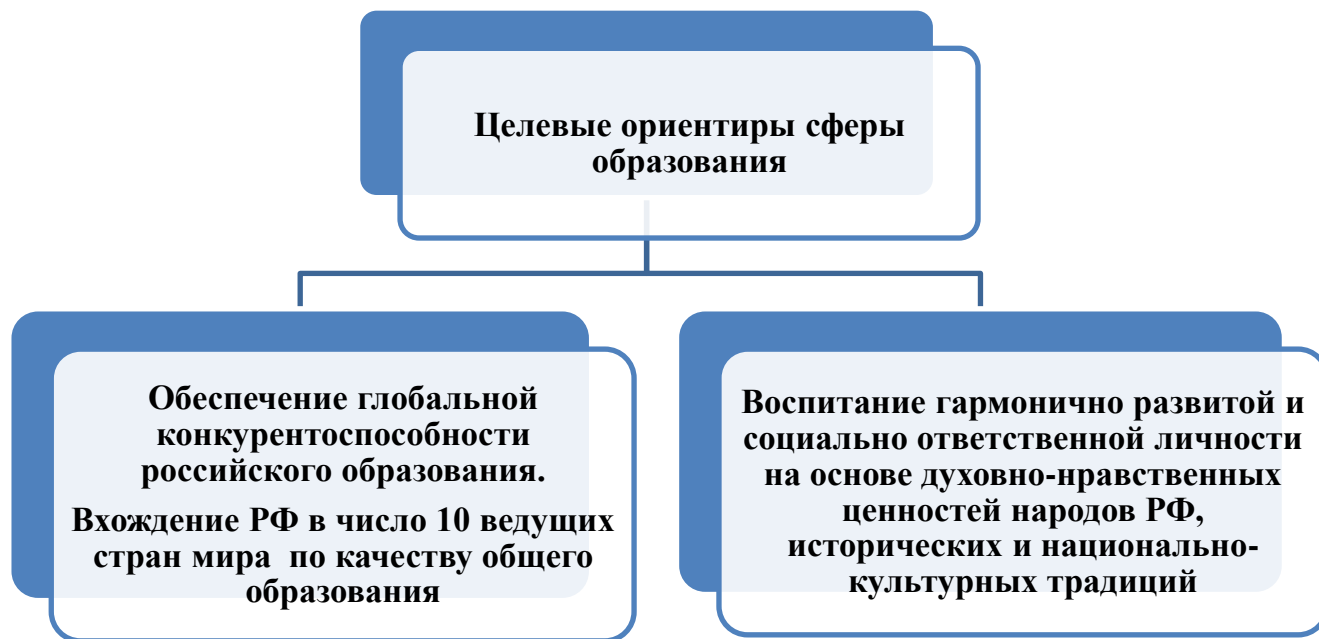 Целевые ориентиры сферы
образования
Обеспечение глобальной
конкурентоспособности
российского образования.
Вхождение РФ в число 10 ведущих
стран мира по качеству общего
образования
Воспитание гармонично развитой и
социально ответственной личности
на основе духовно-нравственных
ценностей народов РФ,
исторических и национально-
культурных традиций